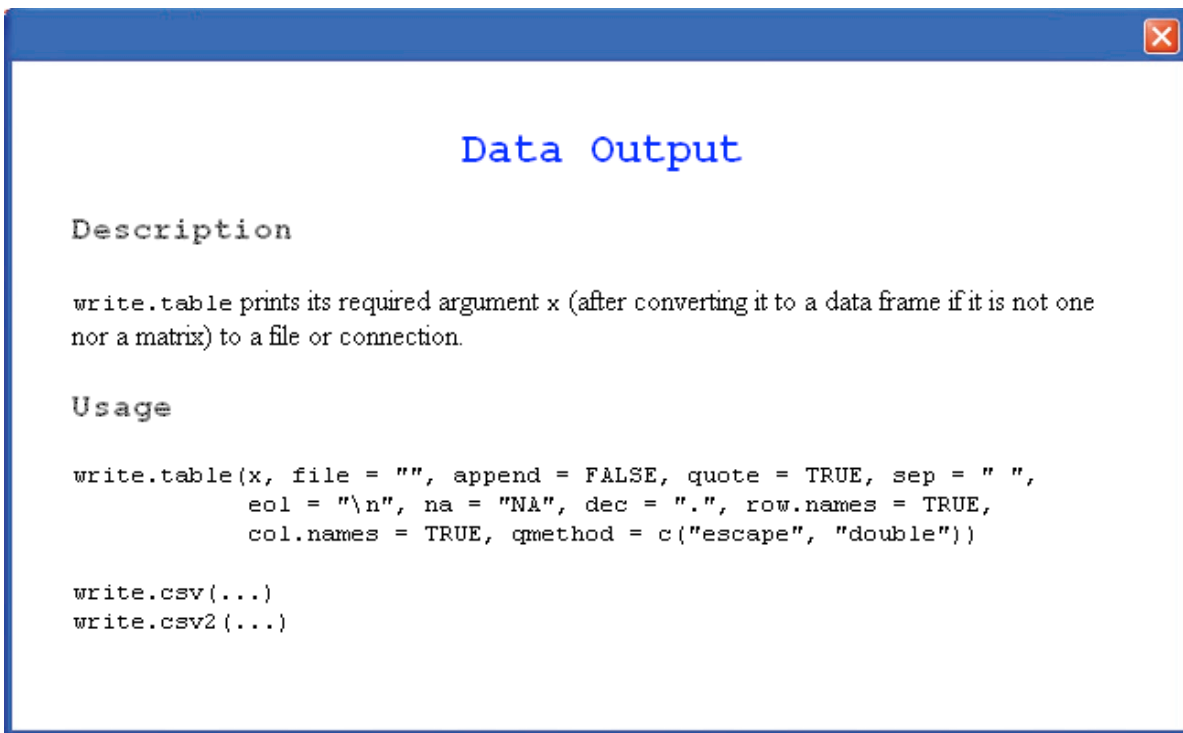 Data Output
Description
write.table prints its required argument x (after converting it to a data frame if it is not one
nor a matrix) to a file or connection.
Usage
write.table(x, file = "", append = FALSE, quote = TRUE, sep = " ",
eol = "\n", na = "NA", dec = ".", row.names = TRUE,
col.names = TRUE, qmethod = c("escape", "double"))
write.csv(...)
write.csv2(...)